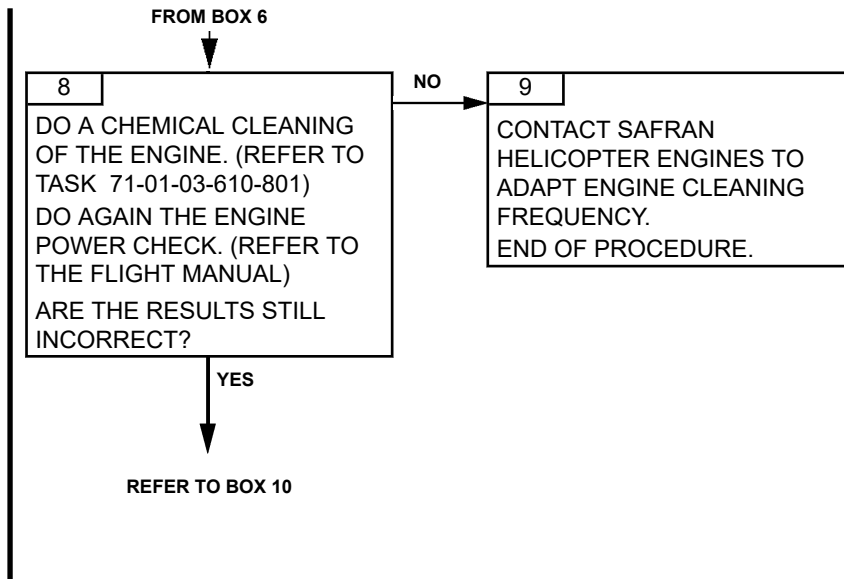 FROM BOX 6
8
DO A CHEMICAL CLEANING
OF THE ENGINE. (REFER TO
TASK 71-01-03-610-801)
DO AGAIN THE ENGINE
POWER CHECK. (REFER TO
THE FLIGHT MANUAL)
ARE THE RESULTS STILL
INCORRECT?
NO
9
CONTACT SAFRAN
HELICOPTER ENGINES TO
ADAPT ENGINE CLEANING
FREQUENCY.
END OF PROCEDURE.
YES
REFER TO BOX 10